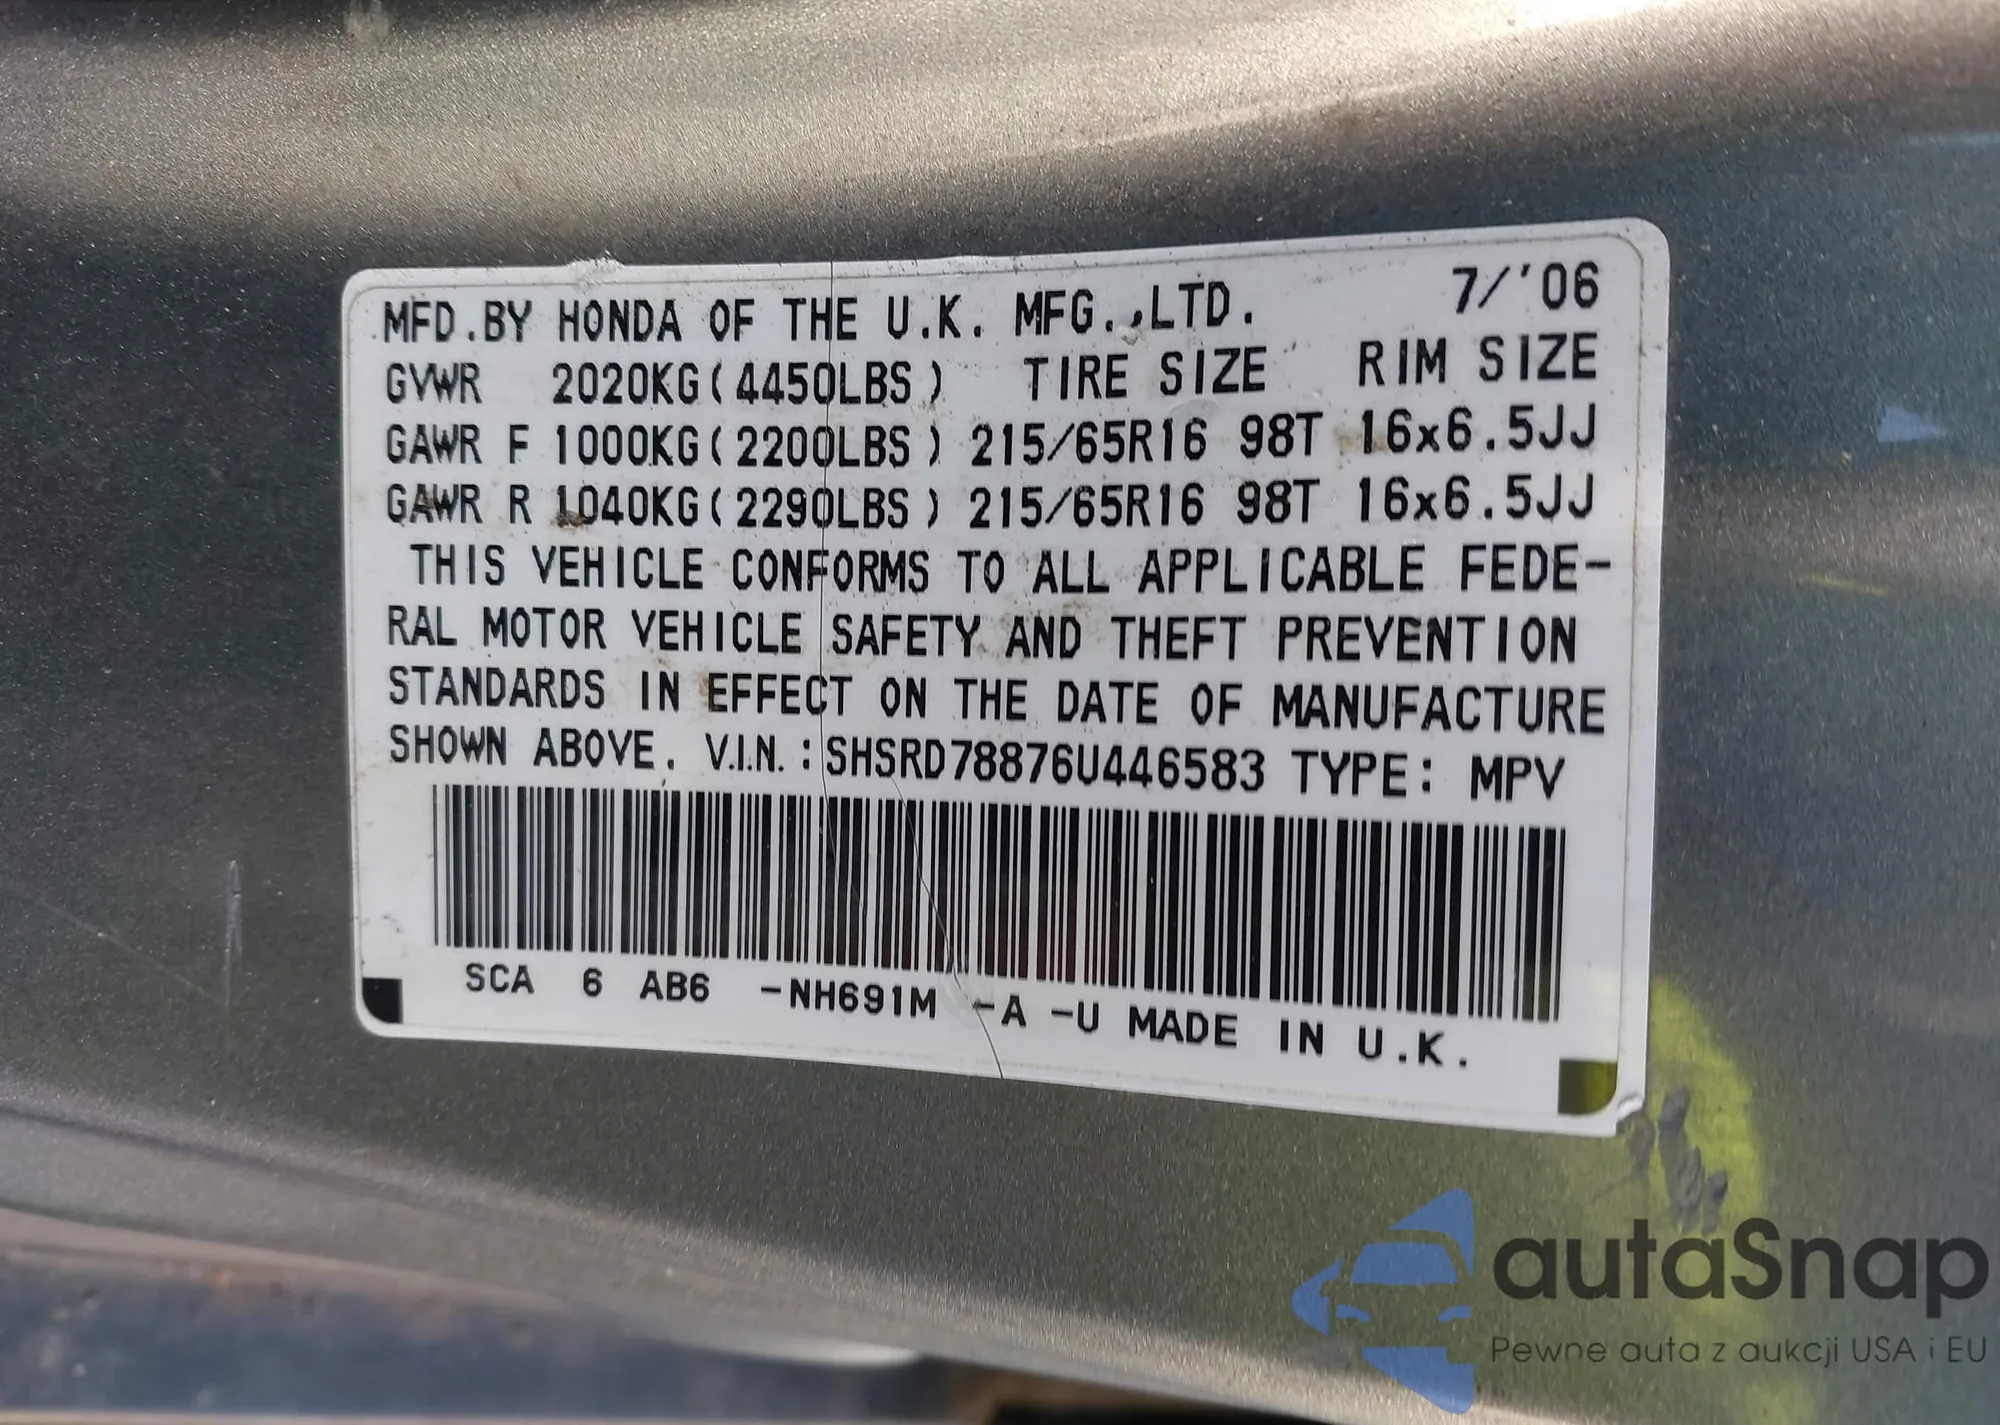 MFD.BY HONDA OF THE U.K. MFG.,LTD. 7/'06
GVWR 2020KG(4450LBS) TIRE SIZE RIM SIZE
GAWR F 1000KG(2200LBS) 215/65R16 98T 16x6.5JJ
GAWR R 1040KG(2290LBS) 215/65R16 98T 16x6.5JJ
THIS VEHICLE CONFORMS TO ALL APPLICABLE FEDE-
RAL MOTOR VEHICLE SAFETY AND THEFT PREVENTION
STANDARDS IN EFFECT ON THE DATE OF MANUFACTURE
SHOWN ABOVE. V.I.N.:SHSRD78876U446583 TYPE: MPV
SCA 6 AB6 -NH691M -A -U MADE IN U.K.
autaSnap
Pewne auta z aukcji USA i EU